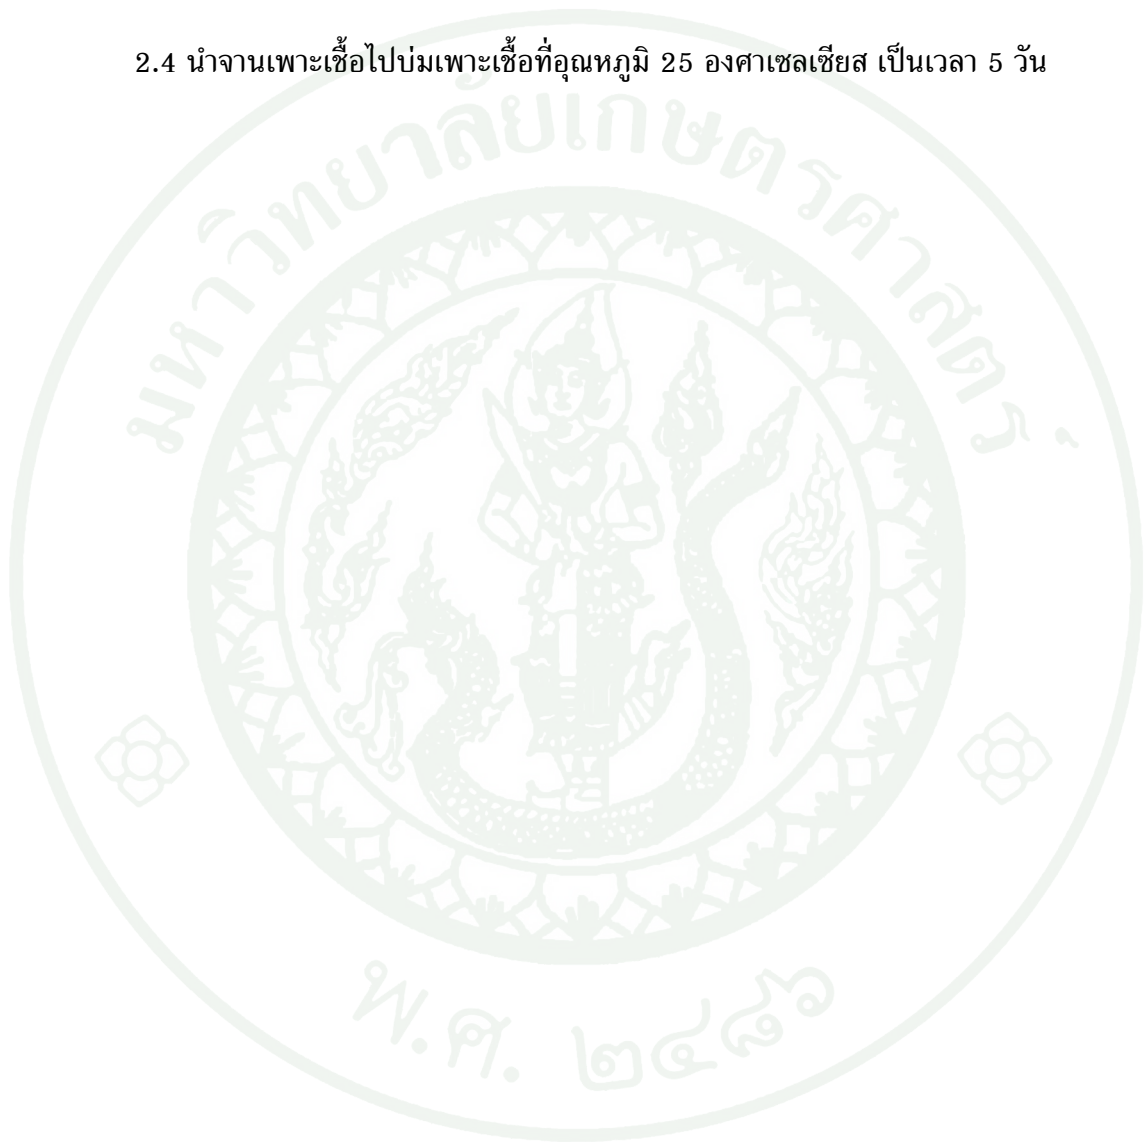 2.4 นำจานเพาะเชื้อไปบ่มเพาะเชื้อที่อุณหภูมิ 25 องศาเซลเซียส เป็นเวลา 5 วัน
มหาวิทยาลัยเกษตรศาสตร์
พ.ศ. ๒๔๘๖